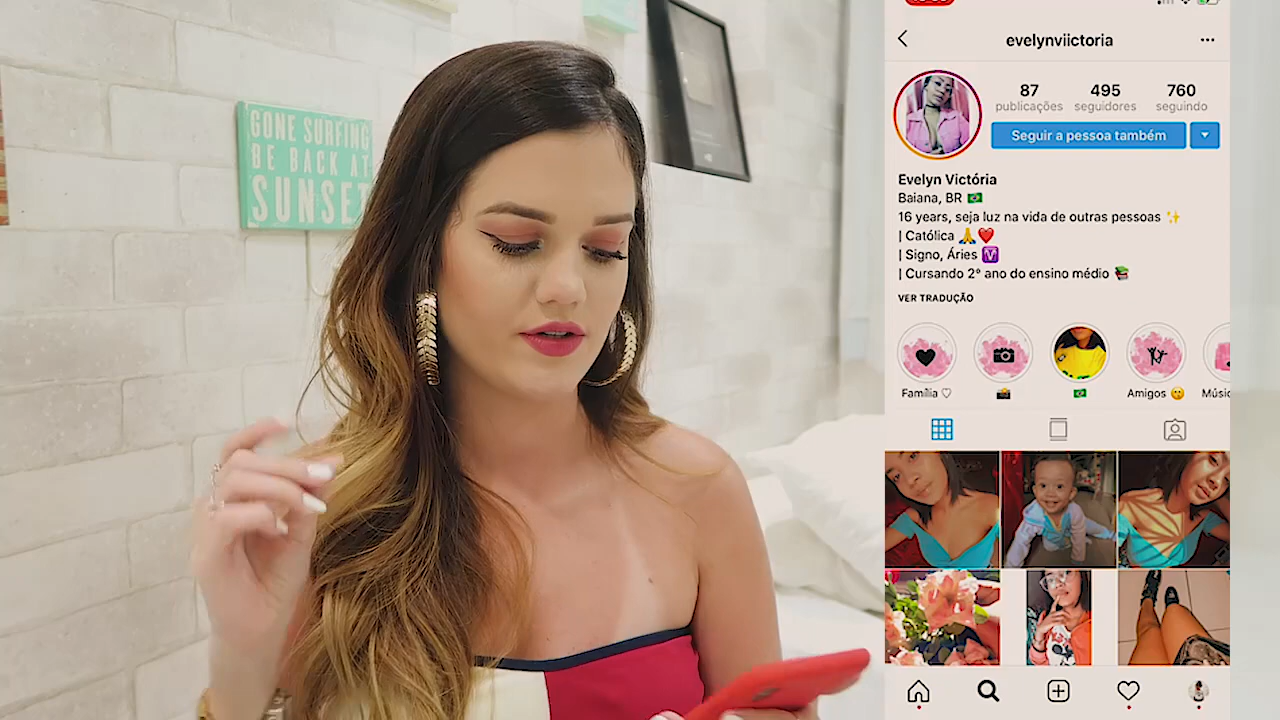 GONE SURFING
BE BACK AT
SUNSET
evelynviictoria
87 495 760
publicações seguidores seguindo
Seguir a pessoa também
Evelyn Victória
Baiana, BR 🇧🇷
16 years, seja luz na vida de outras pessoas ✨
| Católica 🙏❤️
| Signo, Áries ♈
| Cursando 2º ano do ensino médio 📚
VER TRADUÇÃO
Família ♡ 📸 🇧🇷 Amigos 🤭